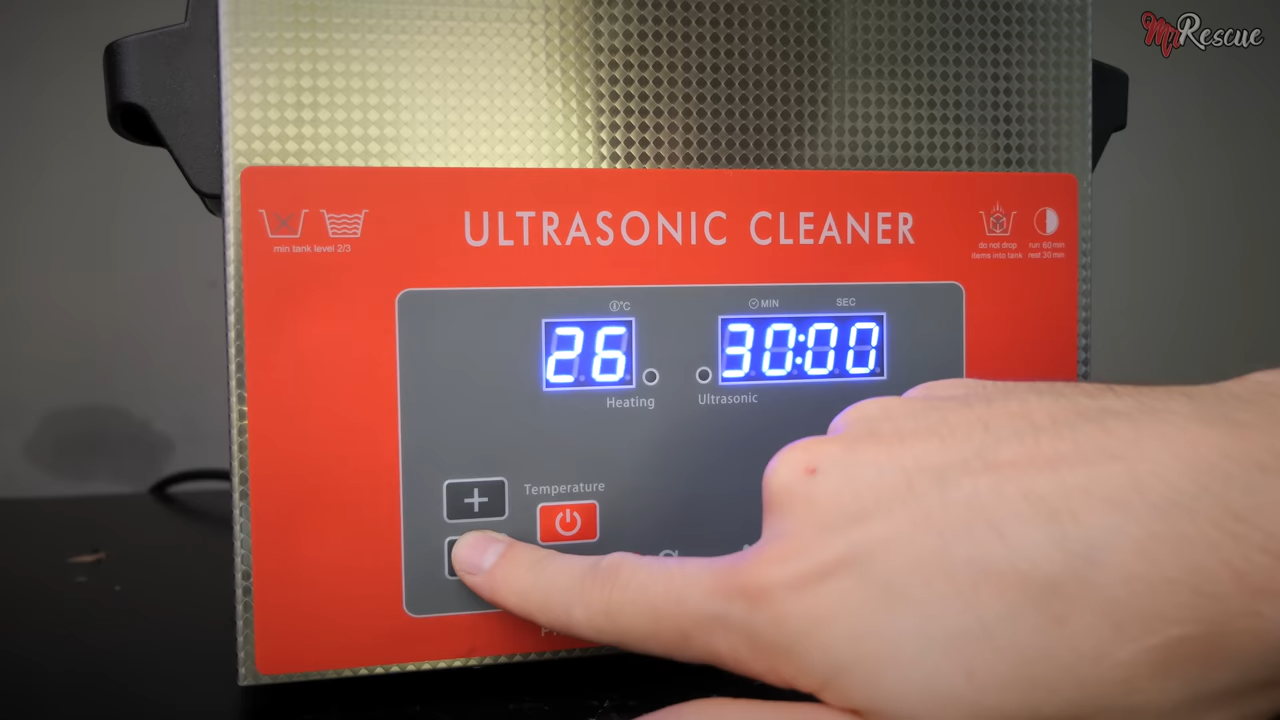 MrRescue
ULTRASONIC CLEANER
min tank level 2/3
do not drop
items into tank
run 60 min
rest 30 min
°C
MIN SEC
26 30:00
Heating Ultrasonic
+
Temperature